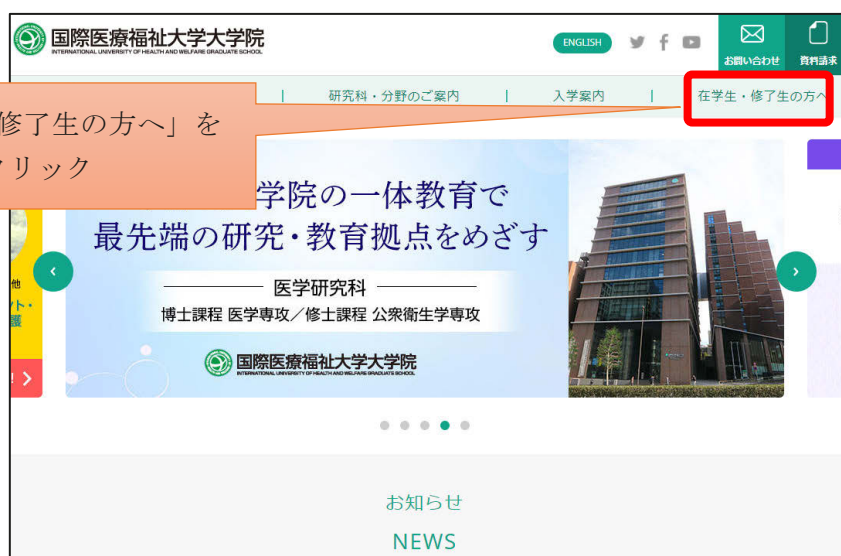 国際医療福祉大学大学院
INTERNATIONAL UNIVERSITY OF HEALTH AND WELFARE GRADUATE SCHOOL
ENGLISH
お問い合わせ
資料請求
研究科・分野のご案内 | 入学案内 | 在学生・修了生の方へ
修了生の方へ」を
リック
学院の一体教育で
最先端の研究・教育拠点をめざす
医学研究科
博士課程 医学専攻／修士課程 公衆衛生学専攻
国際医療福祉大学大学院
INTERNATIONAL UNIVERSITY OF HEALTH AND WELFARE GRADUATE SCHOOL
他
ト・
護
お知らせ
NEWS